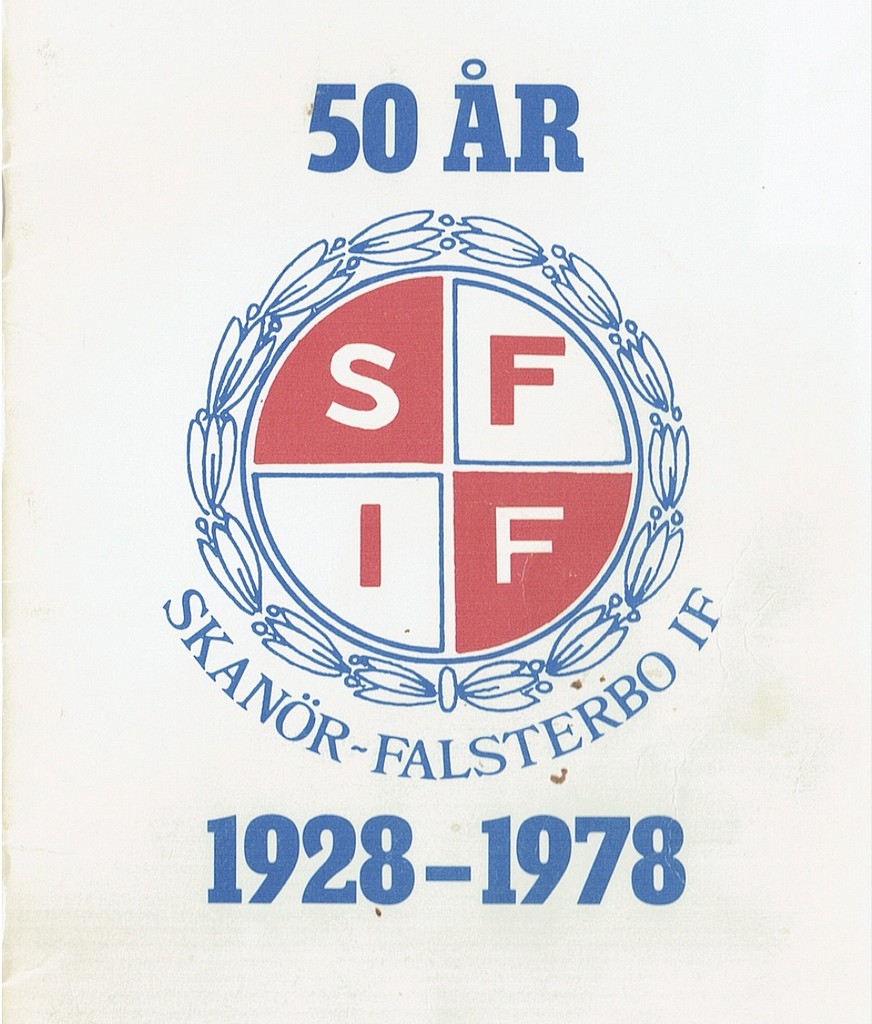 50 ÅR
S F
I F
SKANÖR-FALSTERBO IF
1928-1978